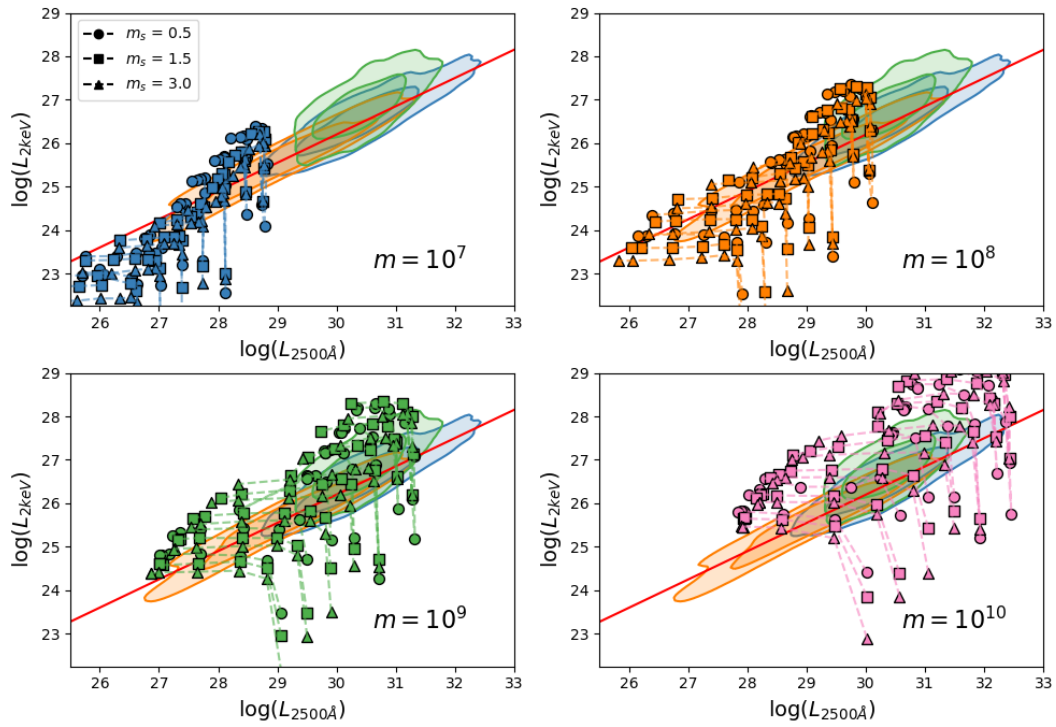 29
28
27
26
25
24
23
26 27 28 29 30 31 32 33
log(L2keV)
log(L2500Å)
ms = 0.5
ms = 1.5
ms = 3.0
m = 10^7
29
28
27
26
25
24
23
26 27 28 29 30 31 32 33
log(L2keV)
log(L2500Å)
m = 10^8
29
28
27
26
25
24
23
26 27 28 29 30 31 32 33
log(L2keV)
log(L2500Å)
m = 10^9
29
28
27
26
25
24
23
26 27 28 29 30 31 32 33
log(L2keV)
log(L2500Å)
m = 10^10